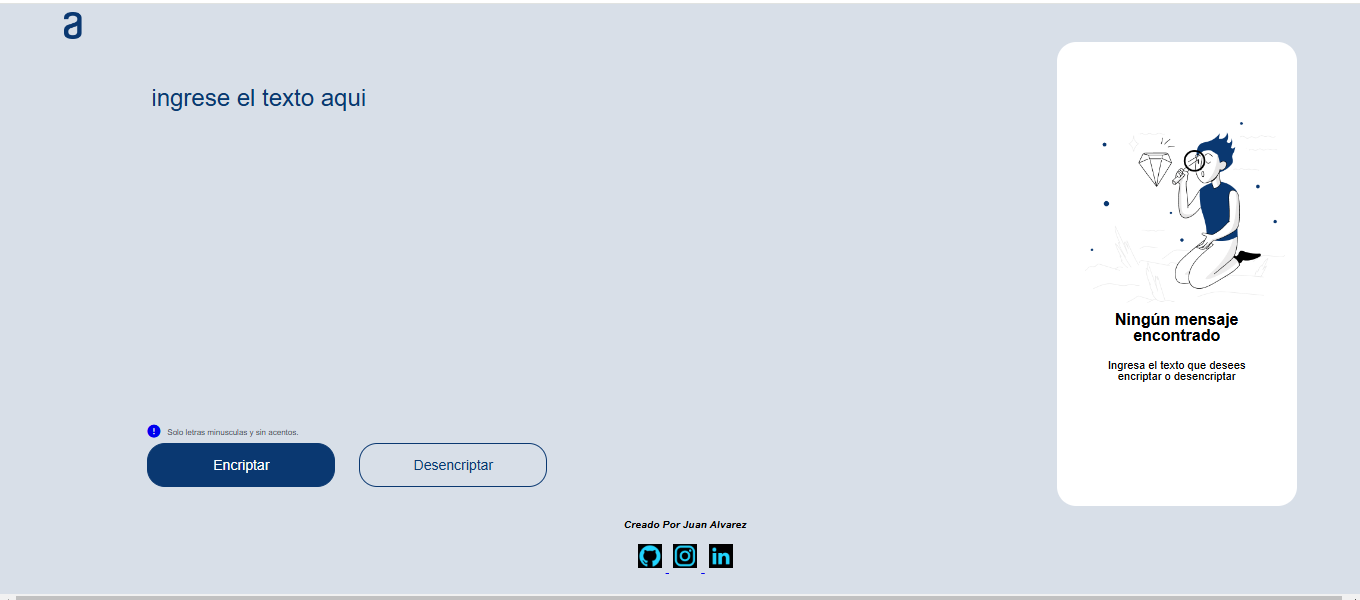 a
ingrese el texto aqui
Ningún mensaje
encontrado
Ingresa el texto que desees
encriptar o desencriptar
! Solo letras minusculas y sin acentos.
Encriptar
Desencriptar
Creado Por Juan Alvarez
in